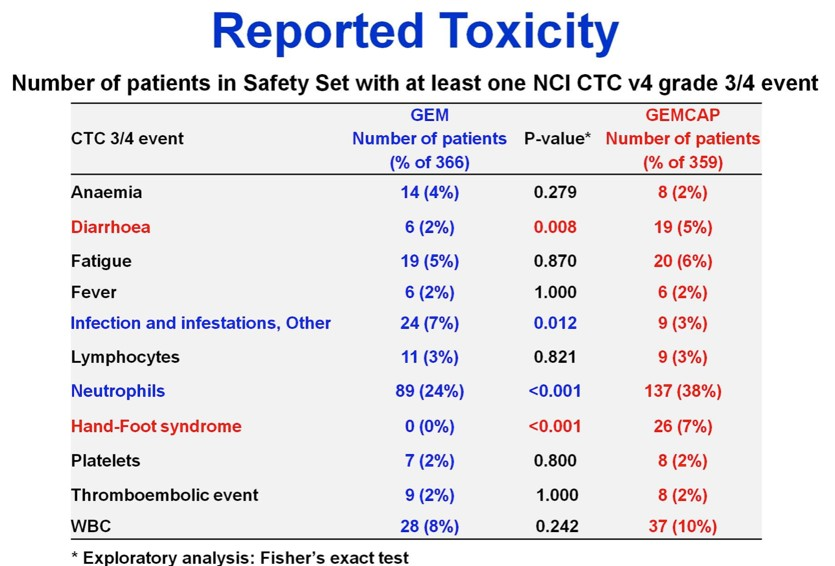 Reported Toxicity
Number of patients in Safety Set with at least one NCI CTC v4 grade 3/4 event
CTC 3/4 event GEM Number of patients (% of 366) P-value* GEMCAP Number of patients (% of 359)
Anaemia 14 (4%) 0.279 8 (2%)
Diarrhoea 6 (2%) 0.008 19 (5%)
Fatigue 19 (5%) 0.870 20 (6%)
Fever 6 (2%) 1.000 6 (2%)
Infection and infestations, Other 24 (7%) 0.012 9 (3%)
Lymphocytes 11 (3%) 0.821 9 (3%)
Neutrophils 89 (24%) <0.001 137 (38%)
Hand-Foot syndrome 0 (0%) <0.001 26 (7%)
Platelets 7 (2%) 0.800 8 (2%)
Thromboembolic event 9 (2%) 1.000 8 (2%)
WBC 28 (8%) 0.242 37 (10%)
* Exploratory analysis: Fisher’s exact test